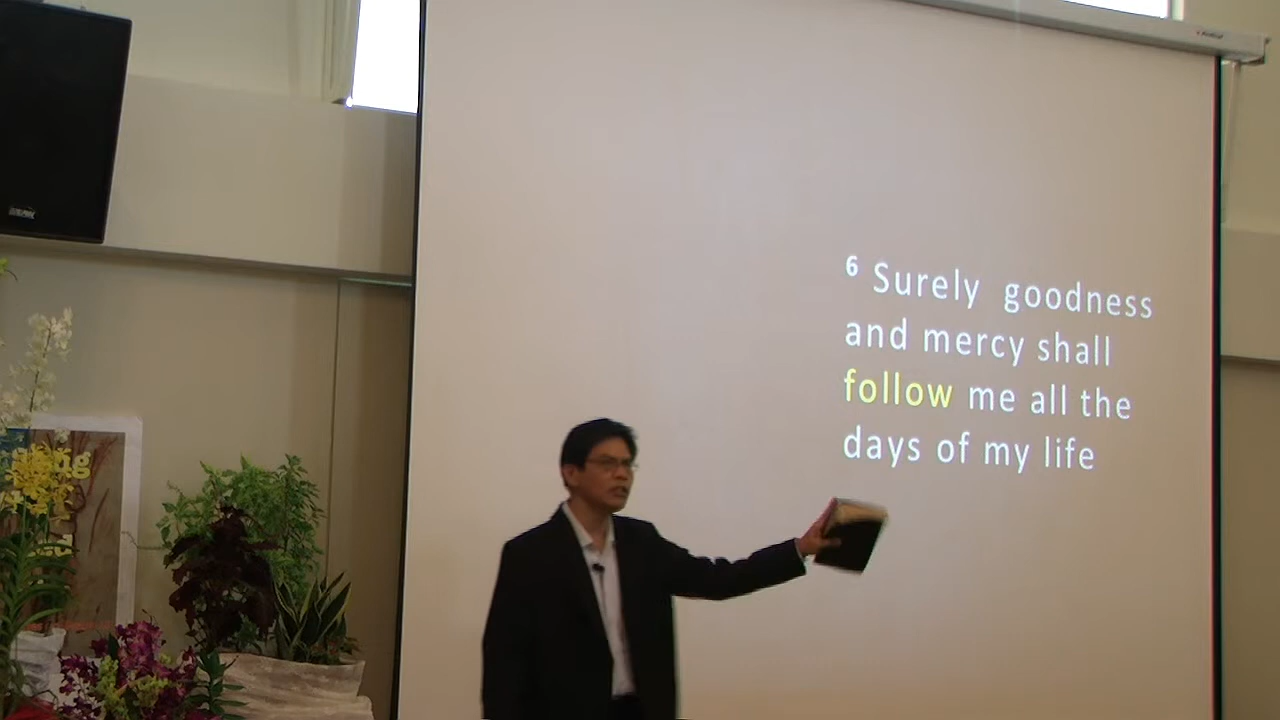 6 Surely goodness
and mercy shall
follow me all the
days of my life